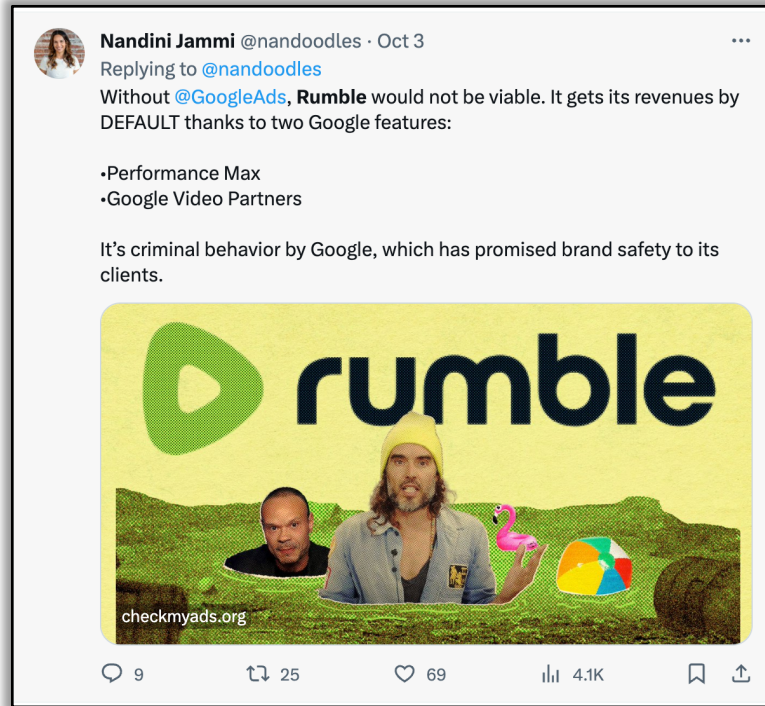 Nandini Jammi @nandoodles · Oct 3
Replying to @nandoodles
Without @GoogleAds, Rumble would not be viable. It gets its revenues by
DEFAULT thanks to two Google features:
•Performance Max
•Google Video Partners
It’s criminal behavior by Google, which has promised brand safety to its
clients.
rumble
checkmyads.org
9 25 69 4.1K